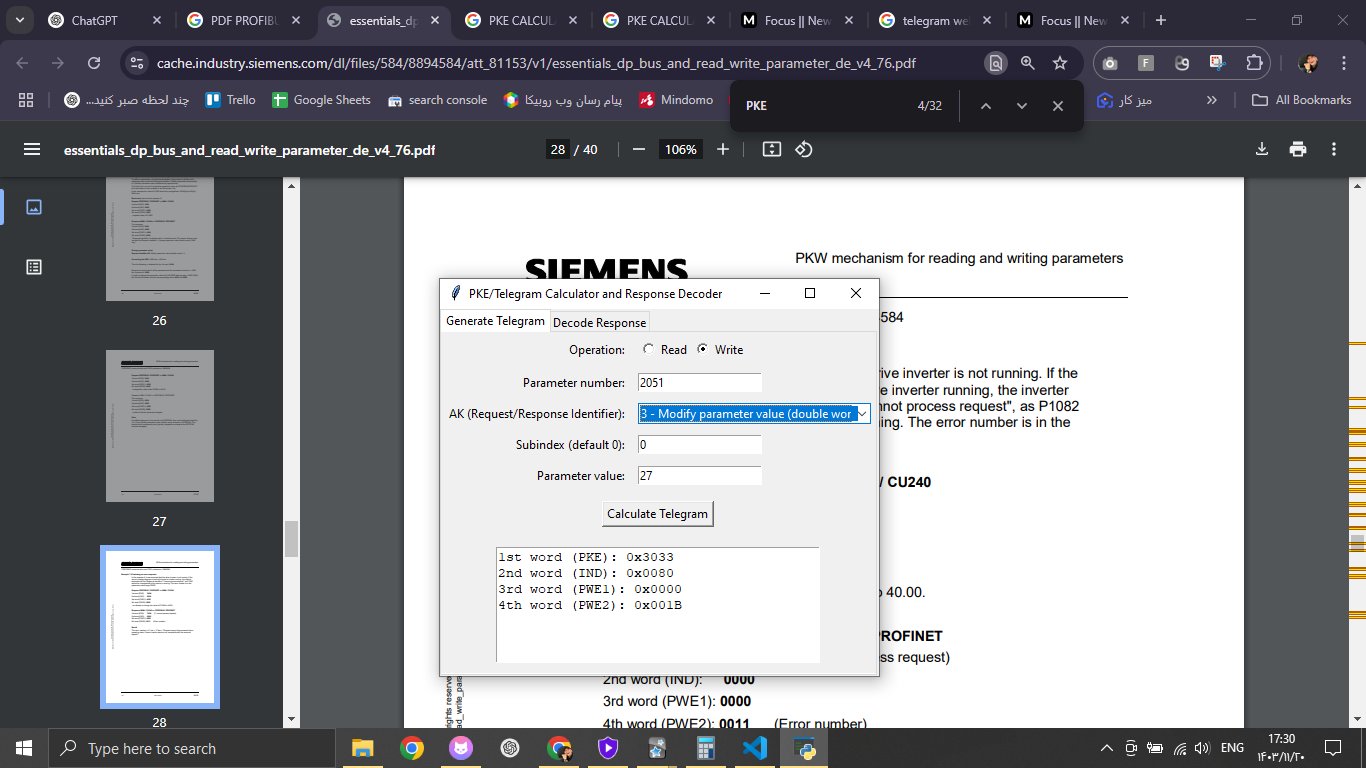 ChatGPT
PDF PROFIBU
essentials_dp
PKE CALCUL
PKE CALCUL
Focus || New
telegram we
Focus || New
cache.industry.siemens.com/dl/files/584/8894584/att_81153/v1/essentials_dp_bus_and_read_write_parameter_de_v4_76.pdf
چند لحظه صبر کنید...
Trello
Google Sheets
search console
پیام رسان وب روبیکا
Mindomo
میز کار
»
All Bookmarks
PKE
4/32
essentials_dp_bus_and_read_write_parameter_de_v4_76.pdf
28 / 40
106%
26
27
28
SIEMENS
PKW mechanism for reading and writing parameters
584
rive inverter is not running. If the
e inverter running, the inverter
nnot process request", as P1082
ing. The error number is in the
/ CU240
o 40.00.
PROFINET
ss request)
2nd word (IND): 0000
3rd word (PWE1): 0000
4th word (PWE2): 0011 (Error number)
PKE/Telegram Calculator and Response Decoder
Generate Telegram
Decode Response
Operation: Read Write
Parameter number: 2051
AK (Request/Response Identifier): 3 - Modify parameter value (double wor
Subindex (default 0): 0
Parameter value: 27
Calculate Telegram
1st word (PKE): 0x3033
2nd word (IND): 0x0080
3rd word (PWE1): 0x0000
4th word (PWE2): 0x001B
Type here to search
ENG
17:30
۱۴۰۳/۱۱/۲۰